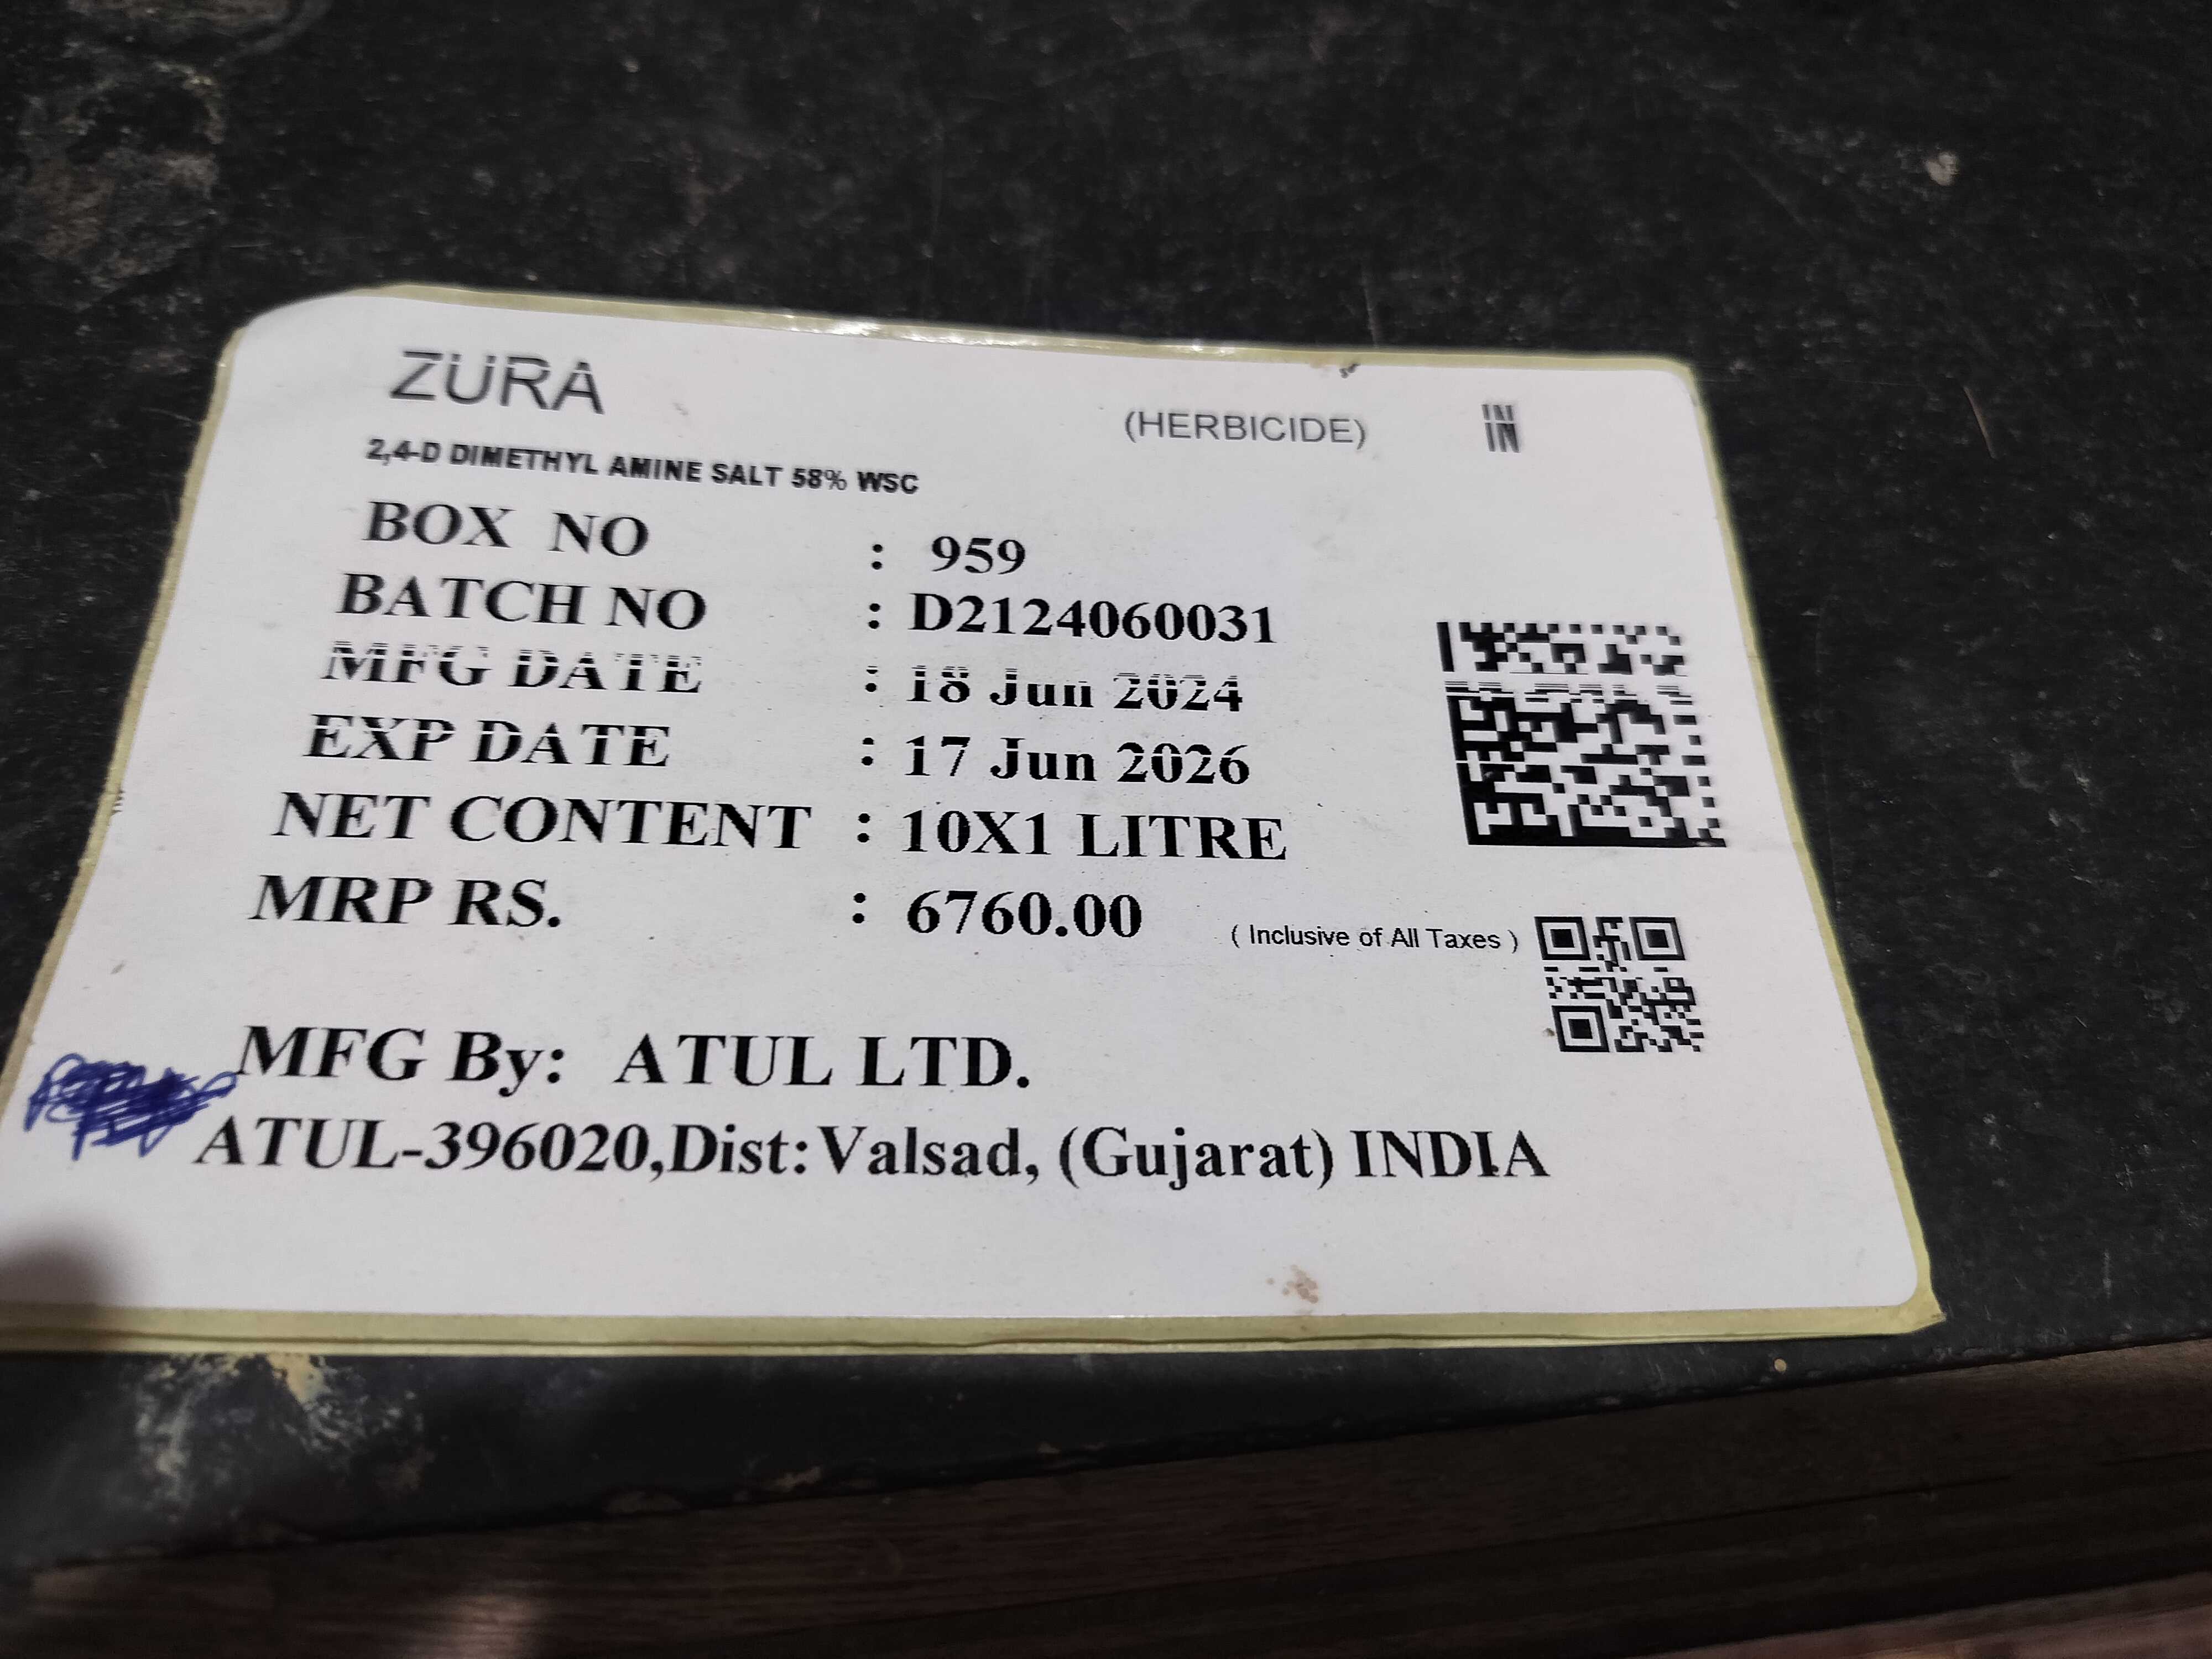 ZURA
(HERBICIDE) IN
2,4-D DIMETHYL AMINE SALT 58% WSC
BOX NO : 959
BATCH NO : D2124060031
MFG DATE : 18 Jun 2024
EXP DATE : 17 Jun 2026
NET CONTENT : 10X1 LITRE
MRP RS. : 6760.00 ( Inclusive of All Taxes )
MFG By: ATUL LTD.
ATUL-396020,Dist:Valsad, (Gujarat) INDIA